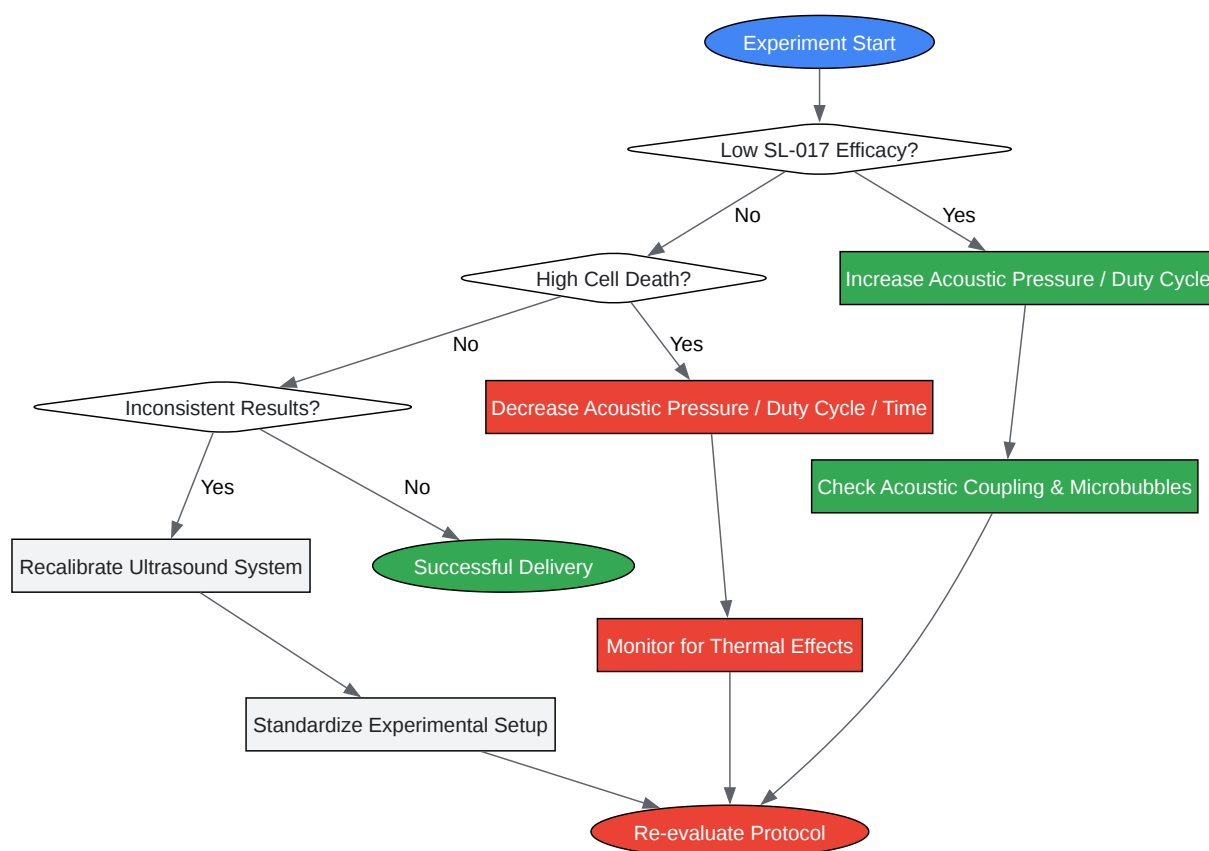 Experiment Start
Low SL-017 Efficacy?
No
Yes
High Cell Death?
Increase Acoustic Pressure / Duty Cycle
No
Yes
Inconsistent Results?
Decrease Acoustic Pressure / Duty Cycle / Time
Yes
No
Check Acoustic Coupling & Microbubbles
Recalibrate Ultrasound System
Successful Delivery
Monitor for Thermal Effects
Standardize Experimental Setup
Re-evaluate Protocol